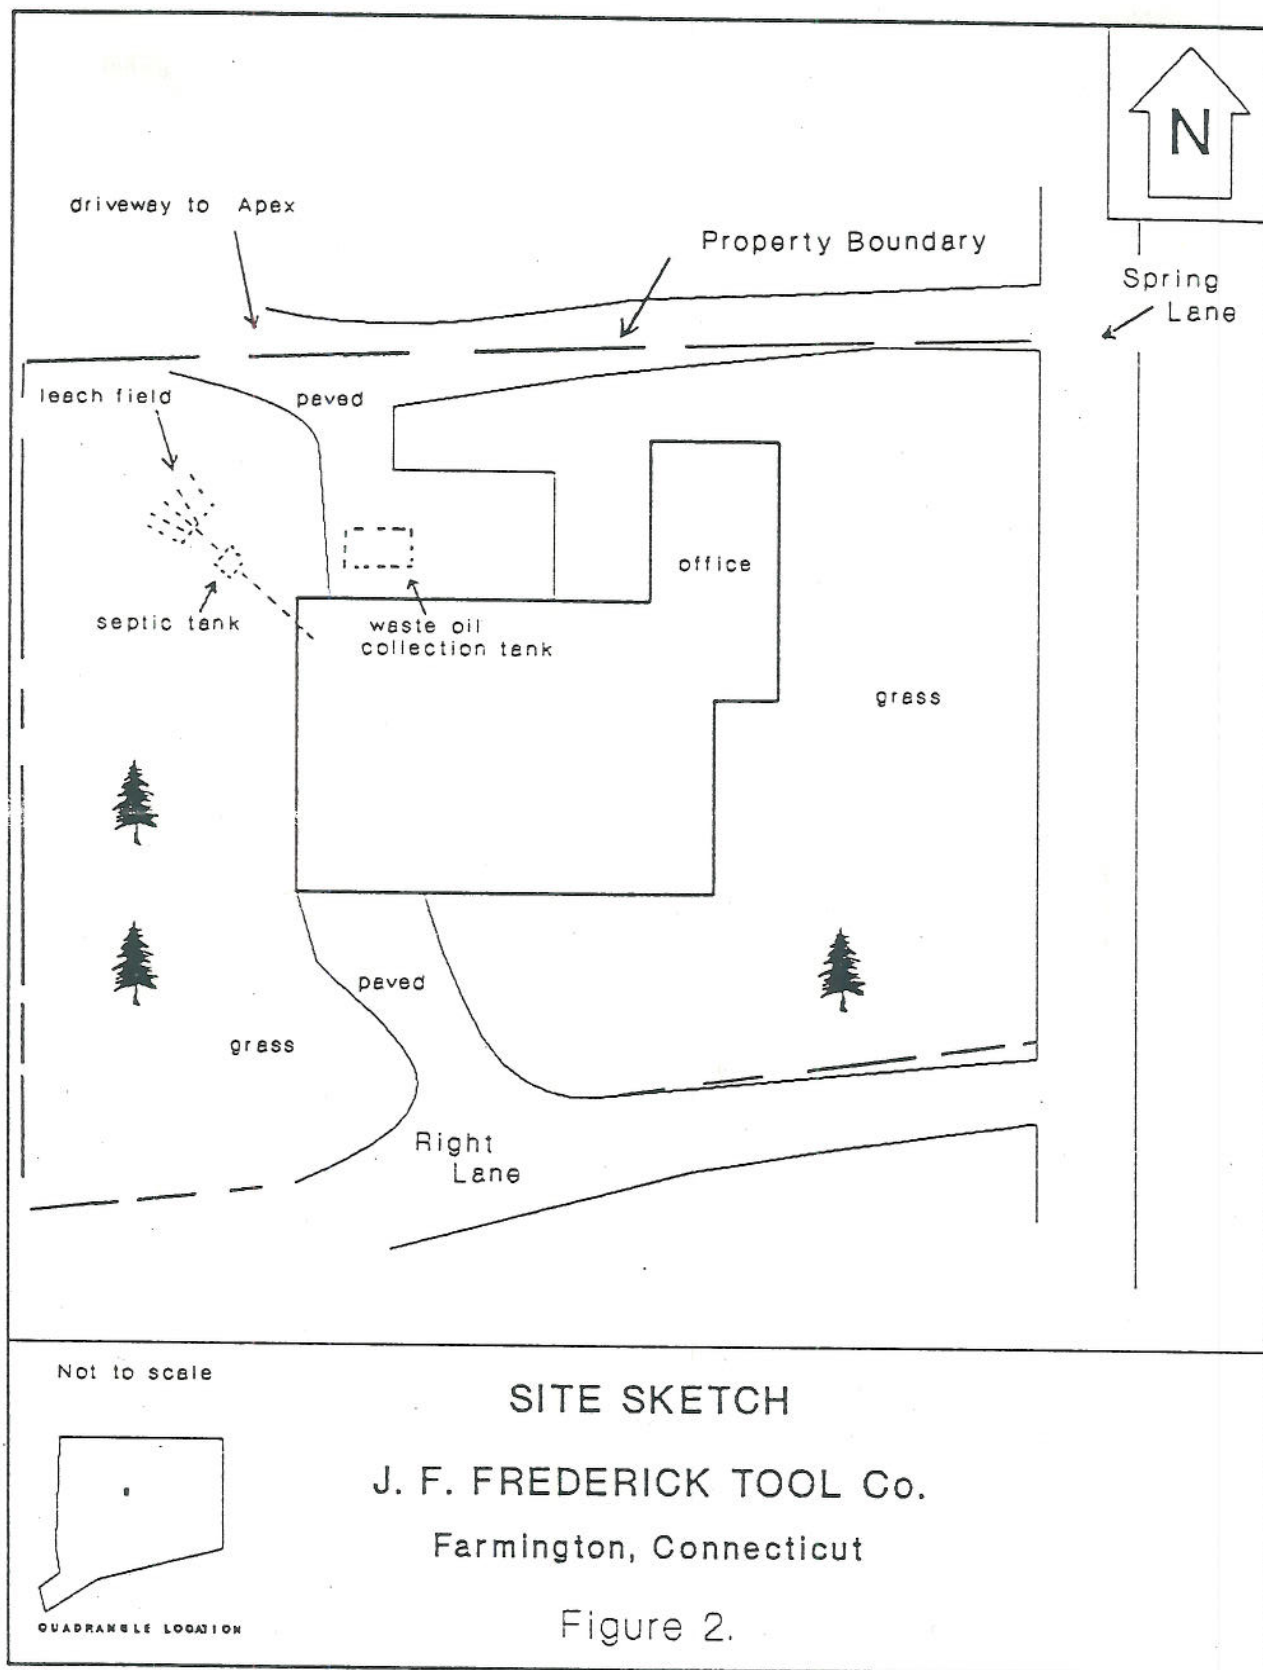 N
driveway to Apex
Property Boundary
Spring
Lane
leach field
paved
office
septic tank
waste oil
collection tank
grass
paved
grass
Right
Lane
Not to scale
SITE SKETCH
J. F. FREDERICK TOOL Co.
Farmington, Connecticut
QUADRANGLE LOCATION
Figure 2.